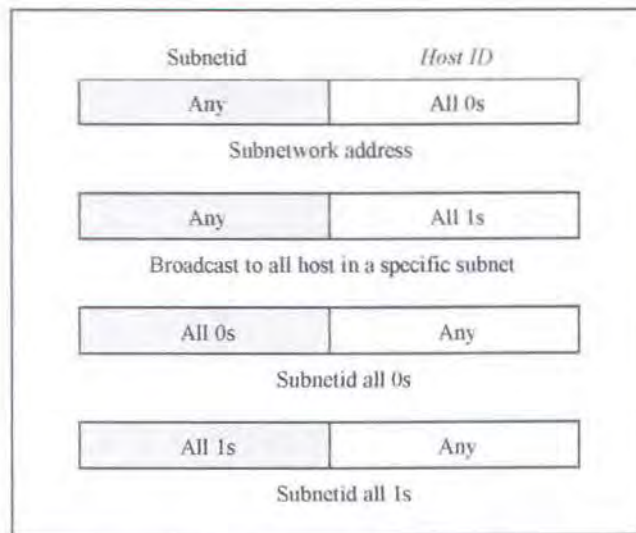 Subnetid Host ID
Any All 0s
Subnetwork address
Any All 1s
Broadcast to all host in a specific subnet
All 0s Any
Subnetid all 0s
All 1s Any
Subnetid all 1s